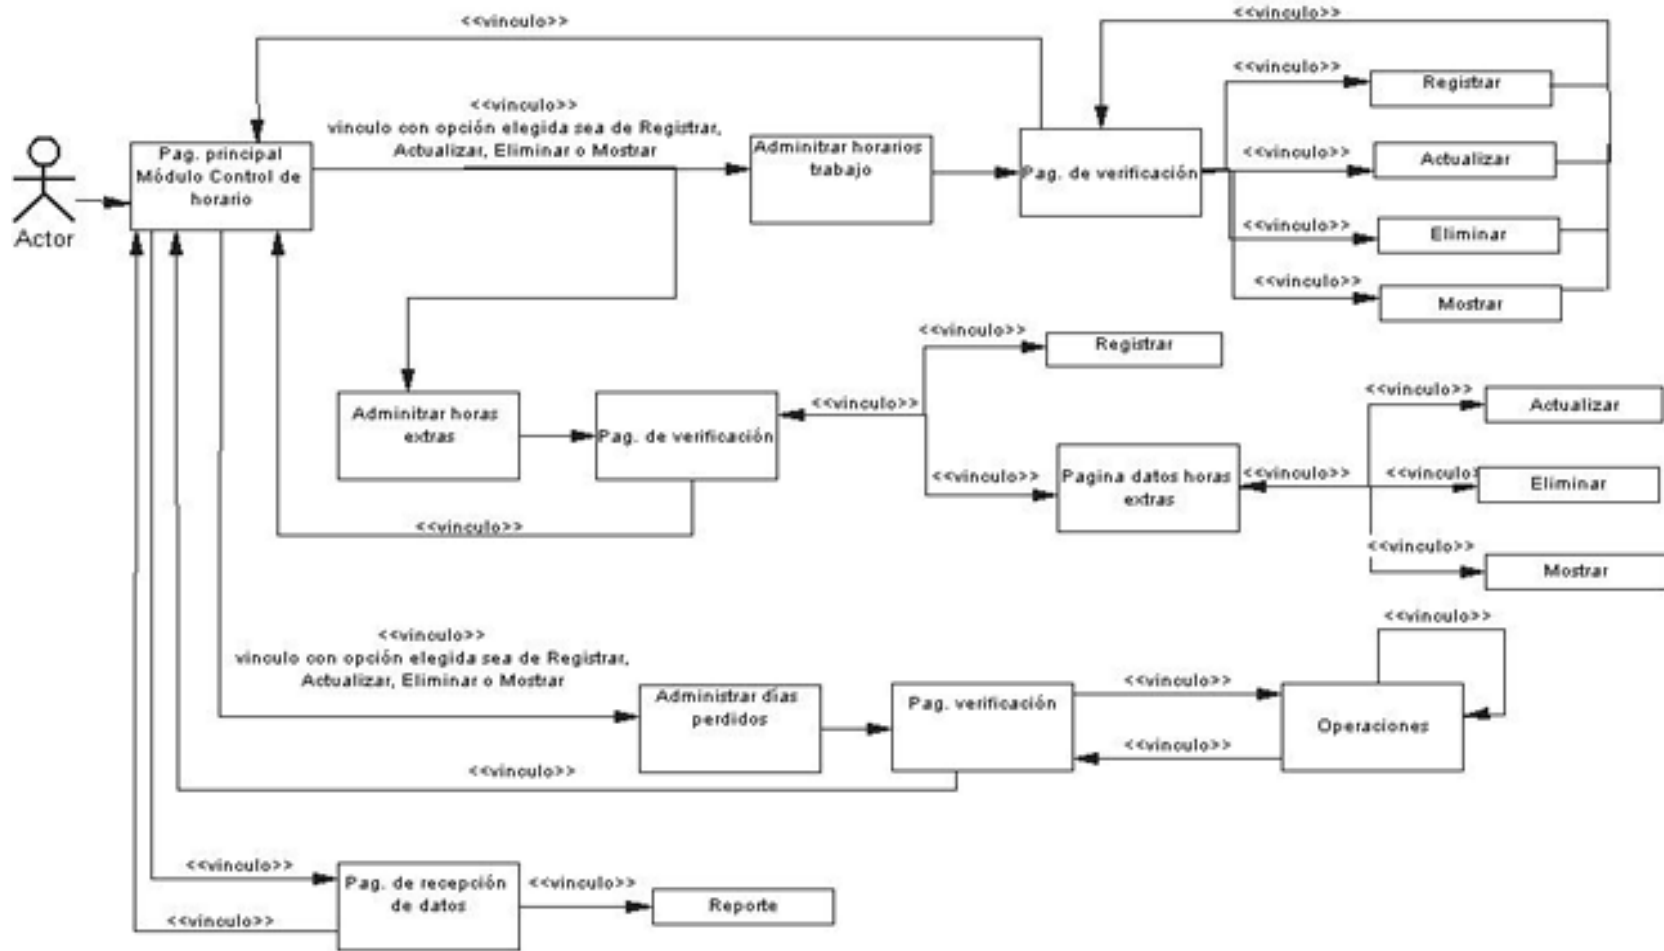 <<vinculo>>
<<vinculo>>
<<vinculo>>
vinculo con opción elegida sea de Registrar,
Actualizar, Eliminar o Mostrar
Actor
Pag. principal
Módulo Control de
horario
Adminitrar horarios
trabajo
Pag. de verificación
<<vinculo>>
Registrar
<<vinculo>>
Actualizar
<<vinculo>>
Eliminar
<<vinculo>>
Mostrar
Adminitrar horas
extras
Pag. de verificación
<<vinculo>>
<<vinculo>>
<<vinculo>>
Registrar
<<vinculo>>
Pagina datos horas
extras
<<vinculo>>
<<vinculo>>
Actualizar
<<vinculo>
Eliminar
<<vinculo>>
Mostrar
<<vinculo>>
vinculo con opción elegida sea de Registrar,
Actualizar, Eliminar o Mostrar
Administrar días
perdidos
Pag. verificación
<<vinculo>>
<<vinculo>>
<<vinculo>>
Operaciones
<<vinculo>>
<<vinculo>>
<<vinculo>>
Pag. de recepción
de datos
<<vinculo>>
Reporte